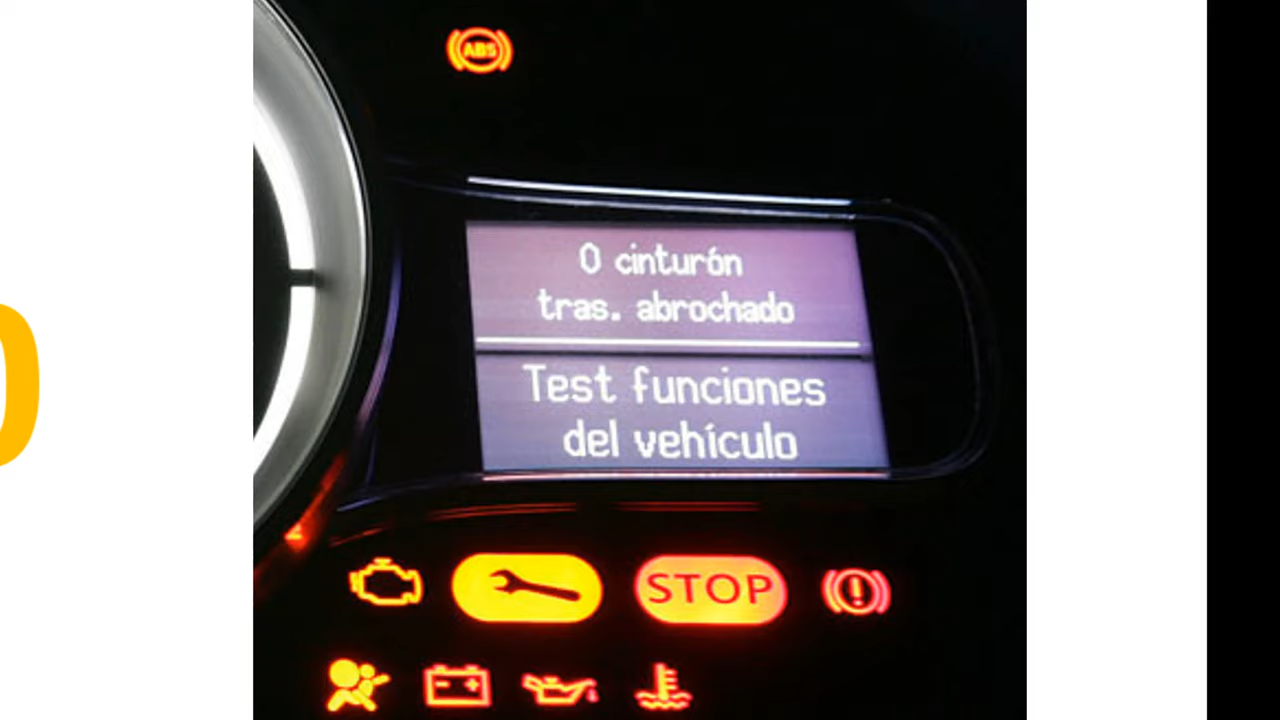 ABS
0 cinturón
tras. abrochado
Test funciones
del vehículo
STOP